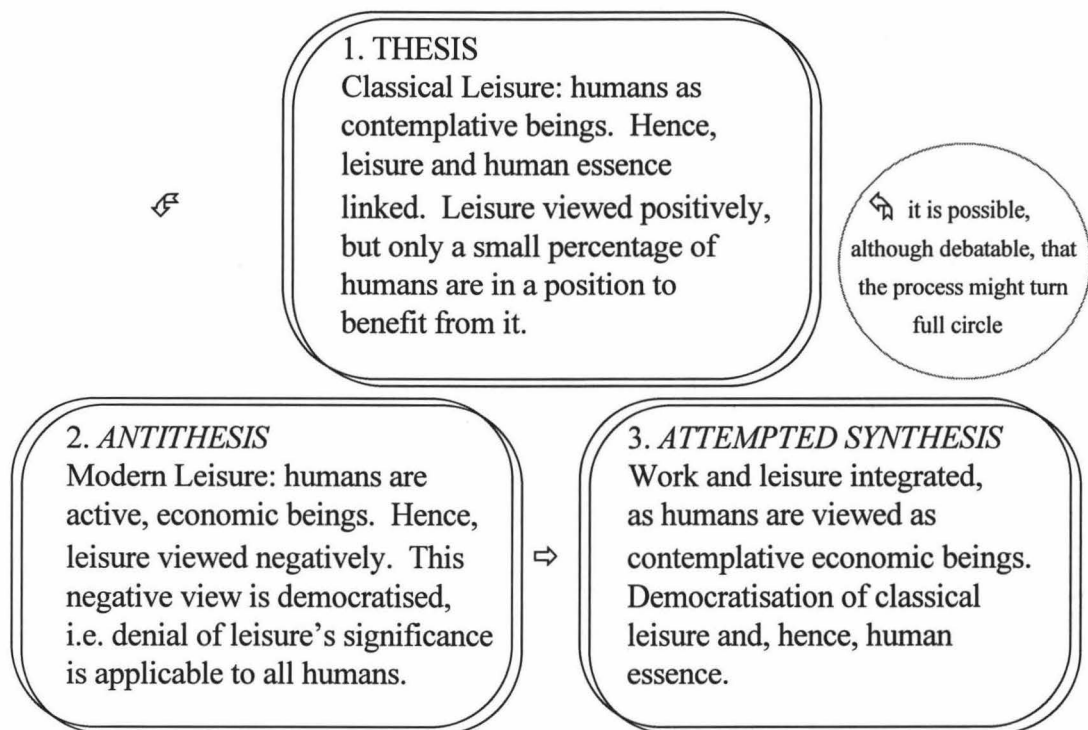 1. THESIS
Classical Leisure: humans as
contemplative beings. Hence,
leisure and human essence
linked. Leisure viewed positively,
but only a small percentage of
humans are in a position to
benefit from it.
it is possible,
although debatable, that
the process might turn
full circle
2. ANTITHESIS
Modern Leisure: humans are
active, economic beings. Hence,
leisure viewed negatively. This
negative view is democratised,
i.e. denial of leisure's significance
is applicable to all humans.
3. ATTEMPTED SYNTHESIS
Work and leisure integrated,
as humans are viewed as
contemplative economic beings.
Democratisation of classical
leisure and, hence, human
essence.